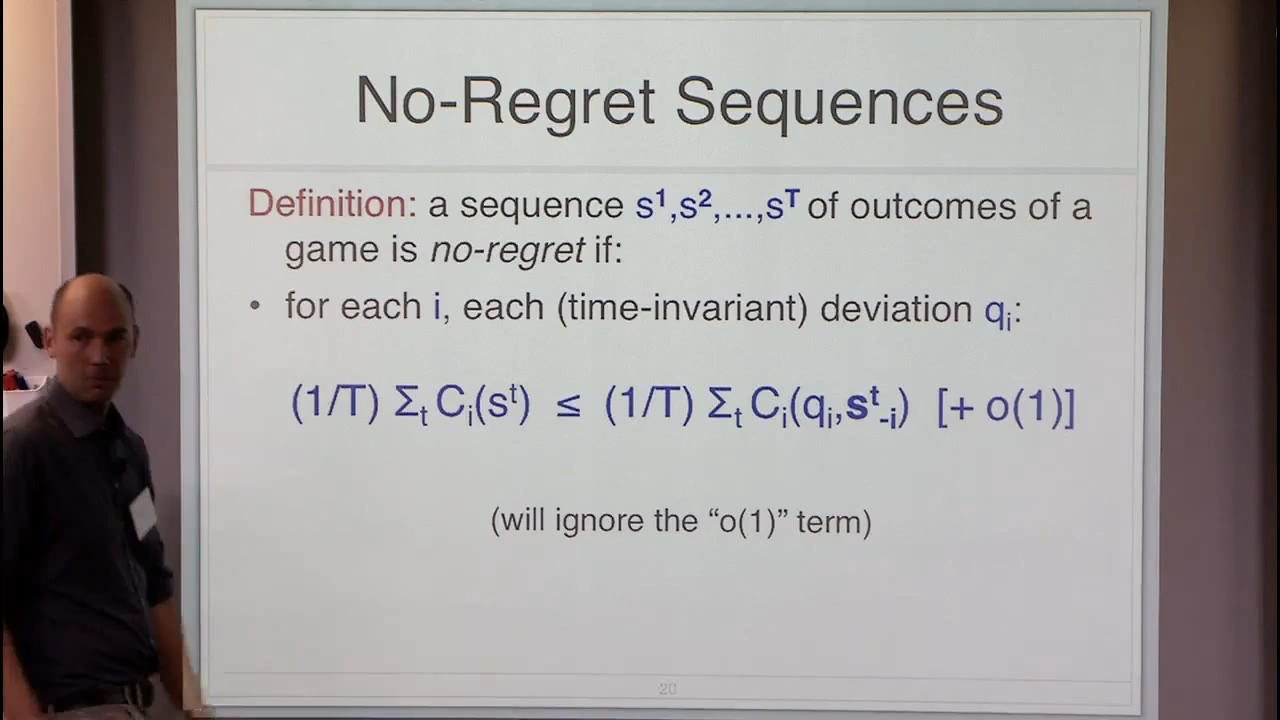 No-Regret Sequences
Definition: a sequence s¹,s²,...,sᵀ of outcomes of a
game is no-regret if:
• for each i, each (time-invariant) deviation qᵢ:
(1/T) Σₜ Cᵢ(sᵗ) ≤ (1/T) Σₜ Cᵢ(qᵢ,sᵗ₋ᵢ) [+ o(1)]
(will ignore the “o(1)” term)
20